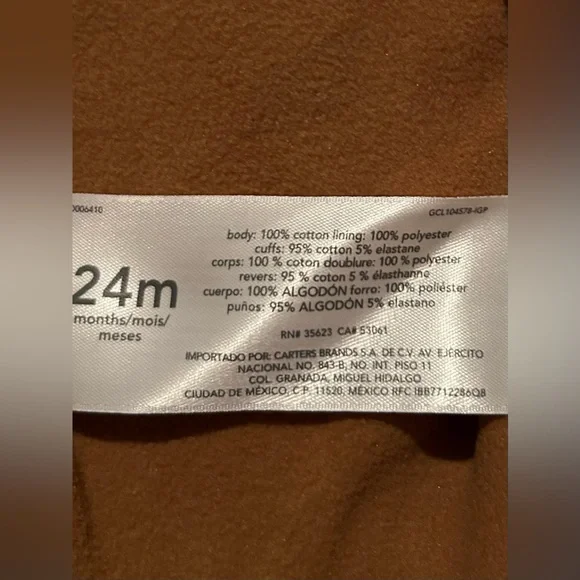 0006410
GCL104578-IGP
24m
months/mois/
meses
body: 100% cotton lining: 100% polyester
cuffs: 95% cotton 5% elastane
corps: 100 % coton doublure: 100 % polyester
revers: 95 % coton 5 % élasthanne
cuerpo: 100% ALGODÓN forro: 100% poliéster
puños: 95% ALGODÓN 5% elastano
RN# 35623 CA# 53061
IMPORTADO POR: CARTERS BRANDS S.A. DE C.V. AV. EJÉRCITO
NACIONAL NO. 843-B, NO. INT. PISO 11
COL. GRANADA, MIGUEL HIDALGO
CIUDAD DE MÉXICO, C.P. 11520, MÉXICO RFC IBB7712286Q8